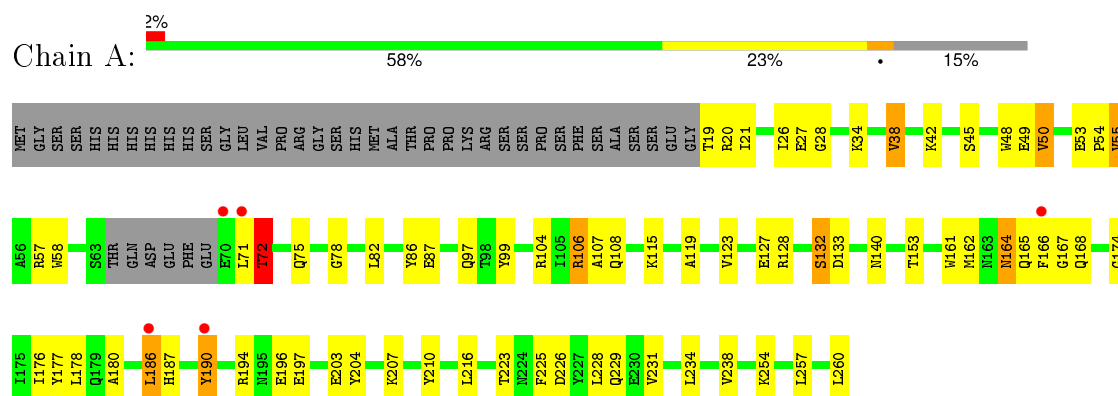 2%
Chain A:
58% 23% • 15%
MET GLY SER SER HIS HIS HIS HIS HIS HIS SER GLY LEU VAL PRO ARG GLY SER HIS MET ALA THR PRO PRO LYS ARG SER PRO SER SER PHE SER ALA SER SER GLU GLY T19 R20 I21 I26 E27 G28 K34 V38 K42 S45 W48 E49 V50 E53 P54 V55
A56 R57 W58 S63 THR GLN ASP GLU PHE GLU E70 L71 T72 Q75 G78 L82 Y86 E87 Q97 T98 Y99 R104 I105 R106 A107 Q108 K115 A119 V123 E127 R128 S132 D133 N140 T153 W161 M162 N163 N164 Q165 F166 G167 Q168 G174
I175 I176 Y177 L178 Q179 A180 L186 H187 Y190 R194 N195 E196 E197 E203 Y204 K207 Y210 L216 T223 N224 F225 D226 Y227 L228 Q229 E230 V231 L234 V238 K254 L257 L260